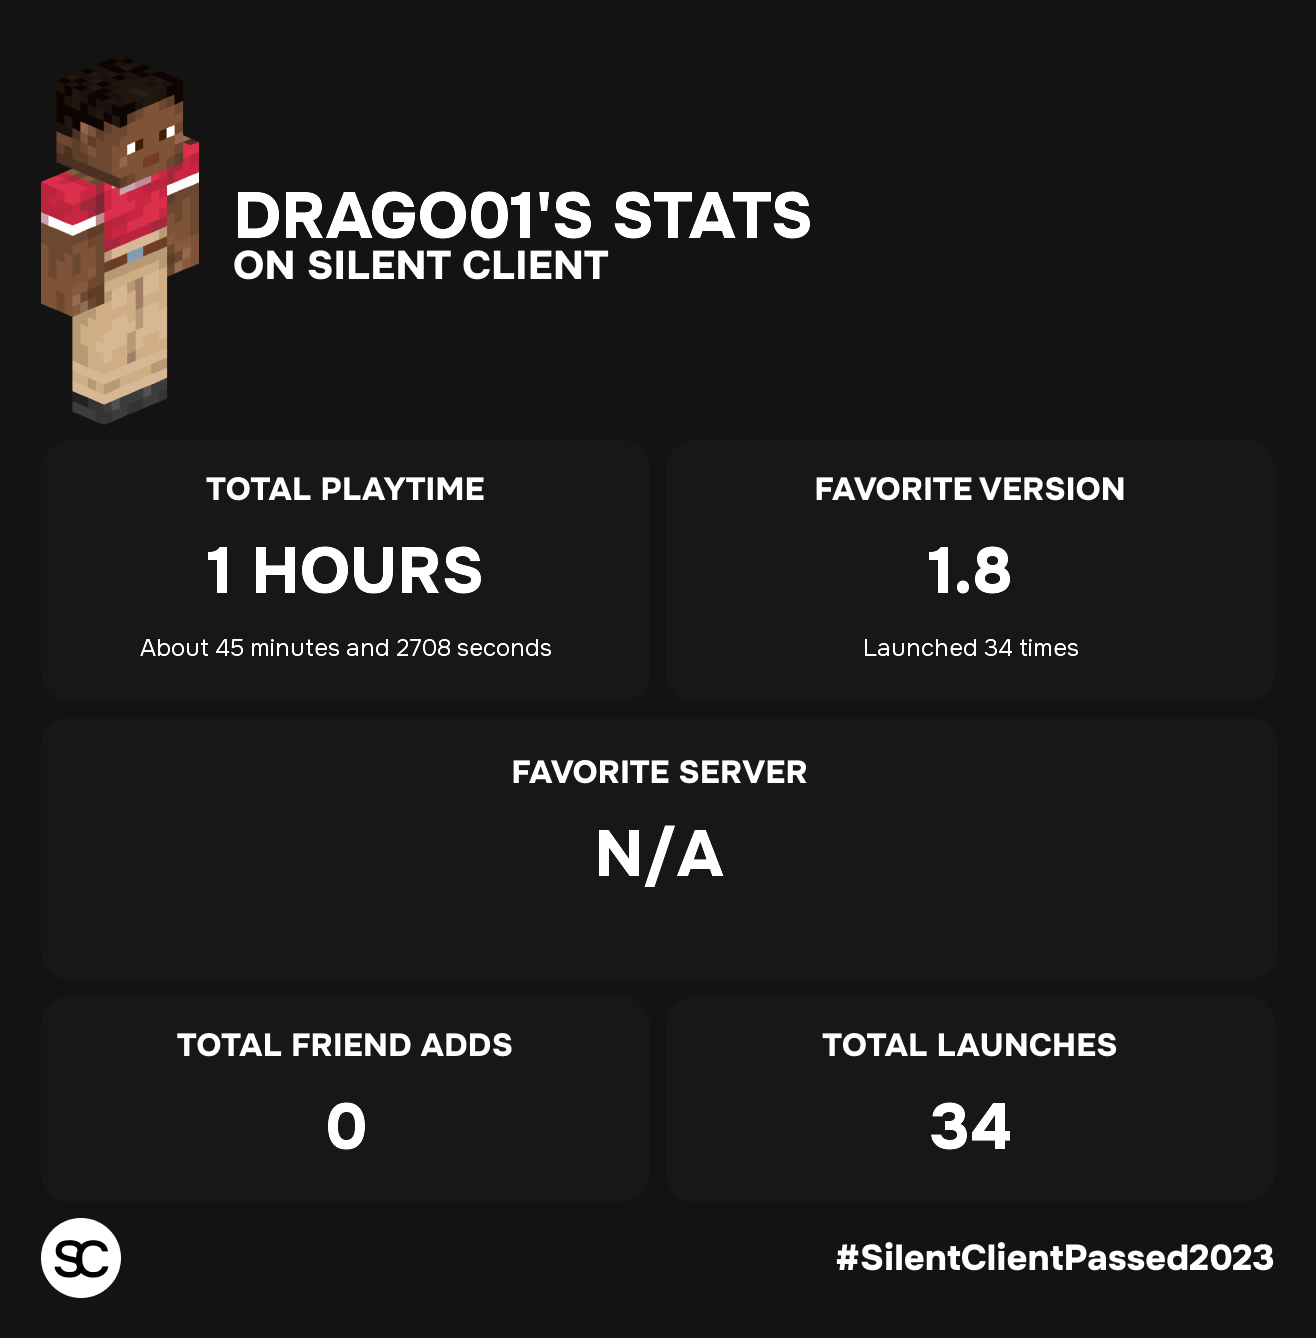 DRAGO01'S STATS
ON SILENT CLIENT
TOTAL PLAYTIME
1 HOURS
About 45 minutes and 2708 seconds
FAVORITE VERSION
1.8
Launched 34 times
FAVORITE SERVER
N/A
TOTAL FRIEND ADDS
0
TOTAL LAUNCHES
34
SC
#SilentClientPassed2023